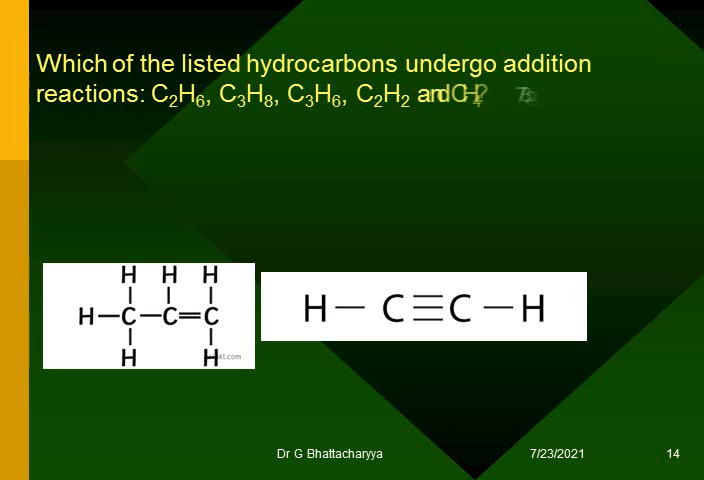 Which of the listed hydrocarbons undergo addition
reactions: C₂H₆, C₃H₈, C₃H₆, C₂H₂ and CH₄?
H H H
H—C—C=C
H H
H — C≡C — H
Dr G Bhattacharyya 7/23/2021 14